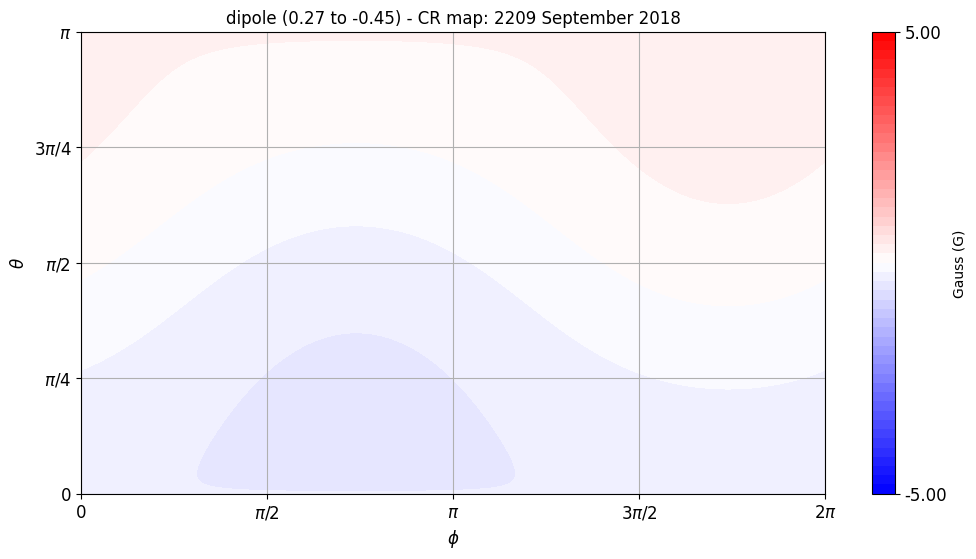 dipole (0.27 to -0.45) - CR map: 2209 September 2018
π
3π/4
π/2
π/4
0
θ
0
π/2
π
3π/2
2π
ϕ
5.00
-5.00
Gauss (G)